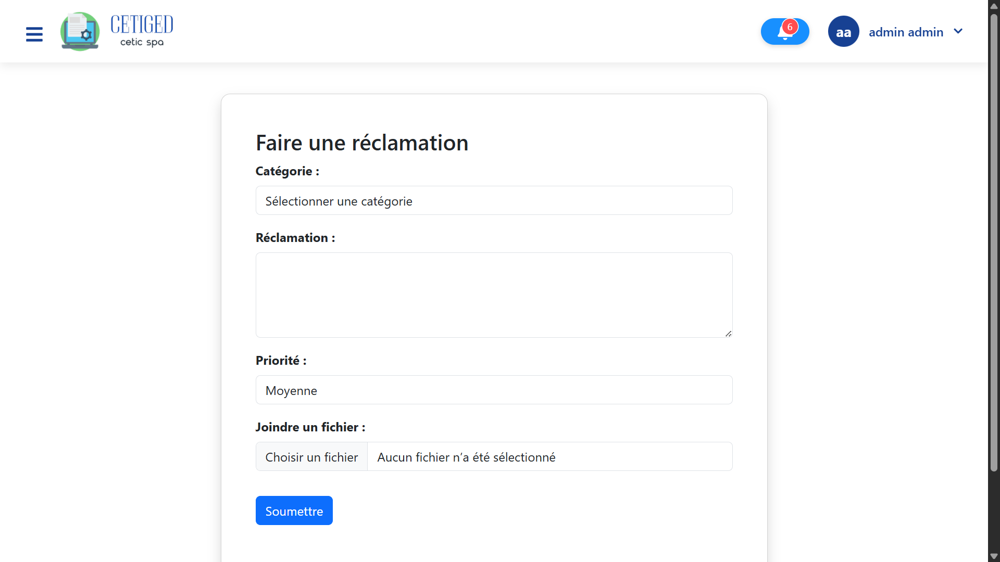 CETIGED
cetic spa
6
aa
admin admin
Faire une réclamation
Catégorie :
Sélectionner une catégorie
Réclamation :
Priorité :
Moyenne
Joindre un fichier :
Choisir un fichier Aucun fichier n’a été sélectionné
Soumettre